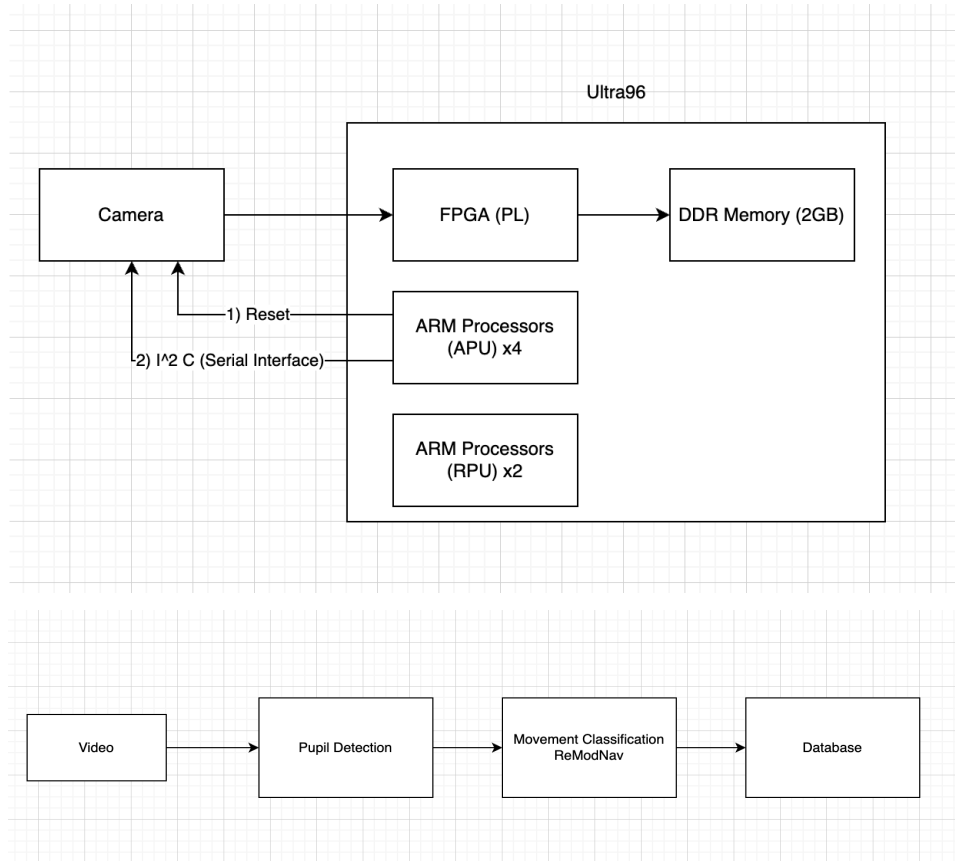 Ultra96
Camera
FPGA (PL)
DDR Memory (2GB)
1) Reset
ARM Processors
(APU) x4
2) I^2 C (Serial Interface)
ARM Processors
(RPU) x2
Video
Pupil Detection
Movement Classification
ReModNav
Database